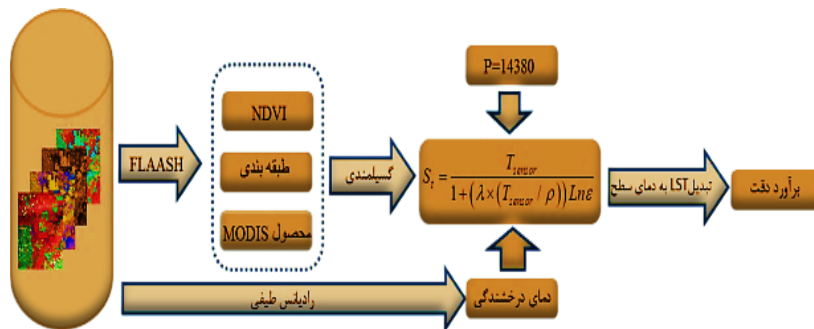 P=14380
FLAASH
NDVI
طبقه بندی
محصول MODIS
گسیلمندی
S_t = T_sensor / 1+(λ×(T_sensor / ρ))Lnε
تبدیل LST به دمای سطح
برآورد دقت
رادیانس طیفی
دمای درخشندگی